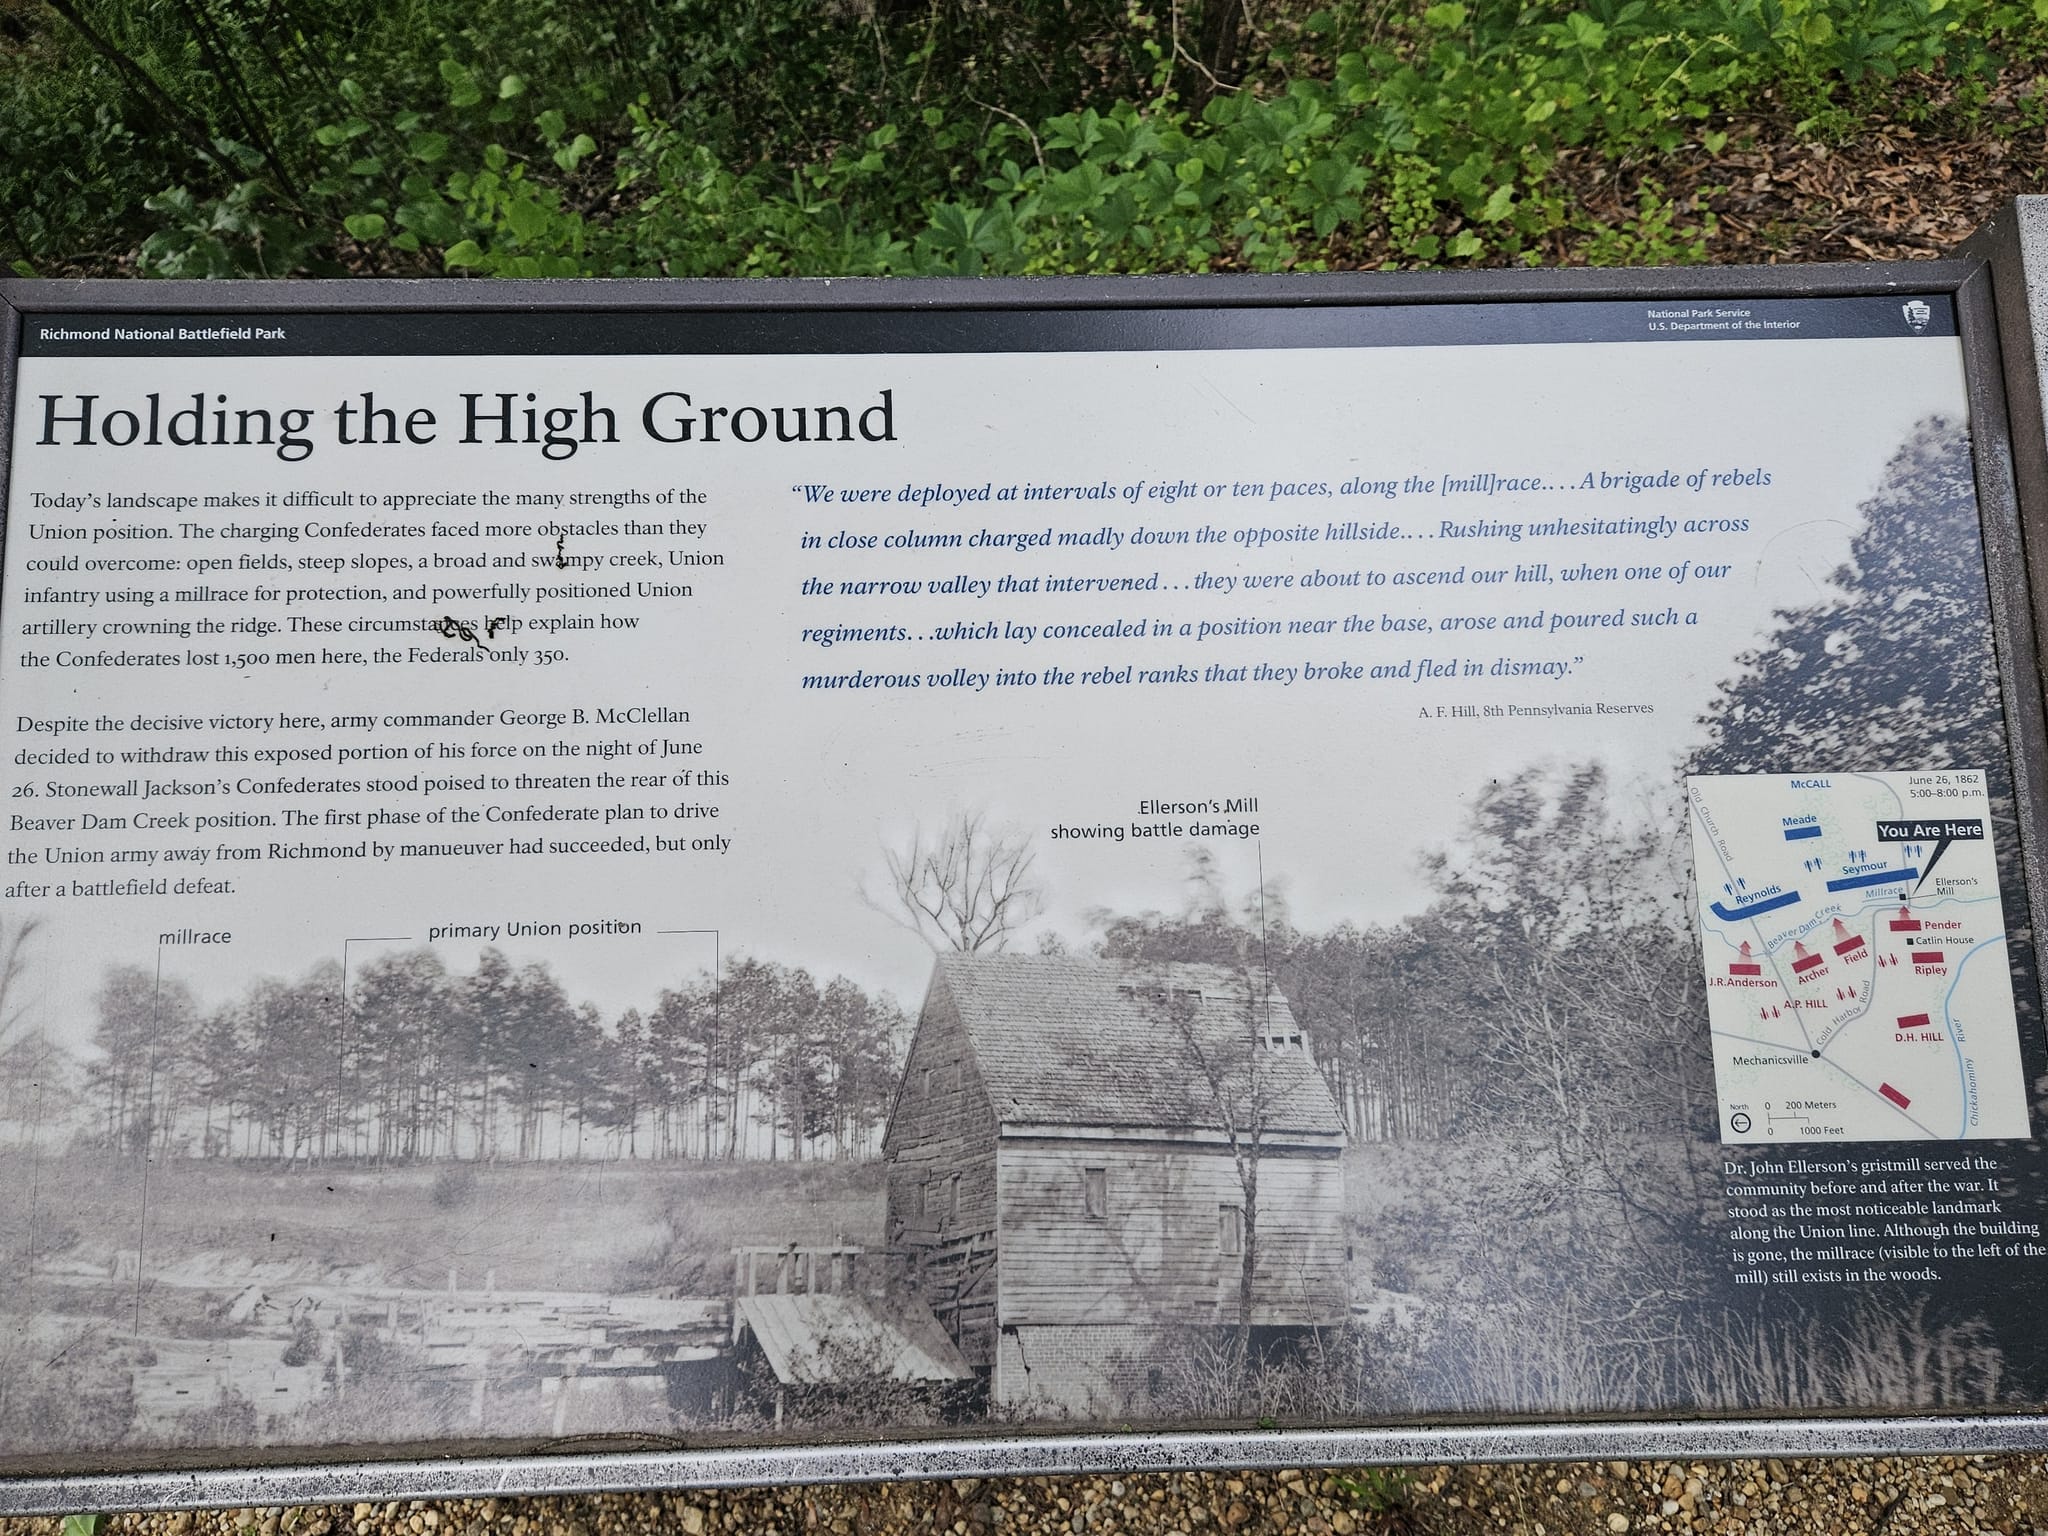 Richmond National Battlefield Park
National Park Service
U.S. Department of the Interior
Holding the High Ground
Today's landscape makes it difficult to appreciate the many strengths of the
Union position. The charging Confederates faced more obstacles than they
could overcome: open fields, steep slopes, a broad and swampy creek, Union
infantry using a millrace for protection, and powerfully positioned Union
artillery crowning the ridge. These circumstances help explain how
the Confederates lost 1,500 men here, the Federals only 350.
Despite the decisive victory here, army commander George B. McClellan
decided to withdraw this exposed portion of his force on the night of June
26. Stonewall Jackson's Confederates stood poised to threaten the rear of this
Beaver Dam Creek position. The first phase of the Confederate plan to drive
the Union army away from Richmond by manueuver had succeeded, but only
after a battlefield defeat.
"We were deployed at intervals of eight or ten paces, along the [mill]race.... A brigade of rebels
in close column charged madly down the opposite hillside.... Rushing unhesitatingly across
the narrow valley that intervened...they were about to ascend our hill, when one of our
regiments...which lay concealed in a position near the base, arose and poured such a
murderous volley into the rebel ranks that they broke and fled in dismay."
A. F. Hill, 8th Pennsylvania Reserves
millrace
primary Union position
Ellerson's Mill
showing battle damage
McCALL
June 26, 1862
5:00–8:00 p.m.
Old Church Road
Meade
You Are Here
Seymour
Reynolds
Millrace
Ellerson's
Mill
Beaver Dam Creek
Pender
Catlin House
J.R.Anderson
Archer
Field
Ripley
A.P. HILL
Cold Harbor Road
D.H. HILL
Mechanicsville
Chickahominy River
North
0 200 Meters
0 1000 Feet
Dr. John Ellerson's gristmill served the
community before and after the war. It
stood as the most noticeable landmark
along the Union line. Although the building
is gone, the millrace (visible to the left of the
mill) still exists in the woods.